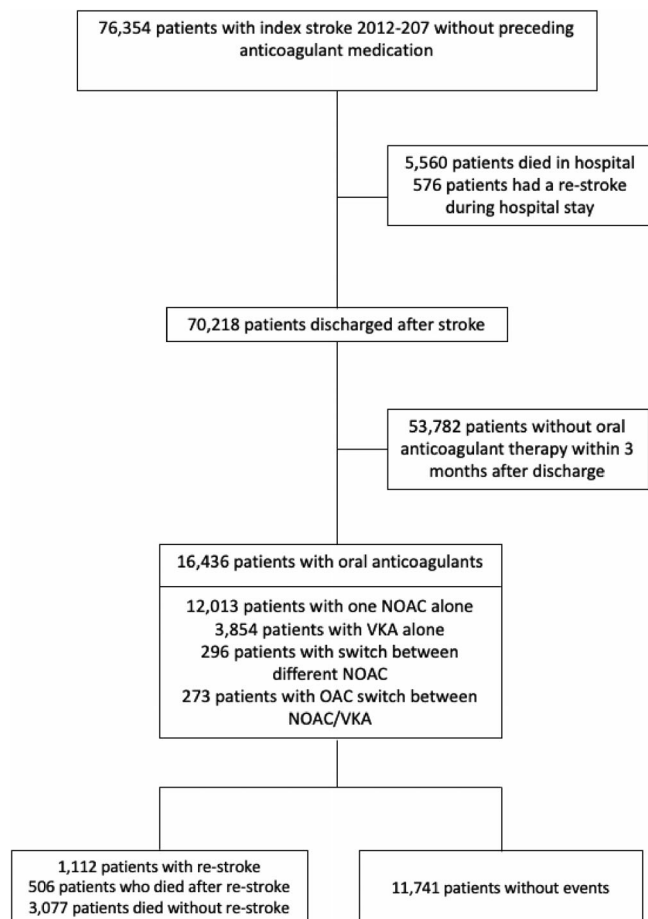 76,354 patients with index stroke 2012-207 without preceding
anticoagulant medication
5,560 patients died in hospital
576 patients had a re-stroke
during hospital stay
70,218 patients discharged after stroke
53,782 patients without oral
anticoagulant therapy within 3
months after discharge
16,436 patients with oral anticoagulants
12,013 patients with one NOAC alone
3,854 patients with VKA alone
296 patients with switch between
different NOAC
273 patients with OAC switch between
NOAC/VKA
1,112 patients with re-stroke
506 patients who died after re-stroke
3,077 patients died without re-stroke
11,741 patients without events